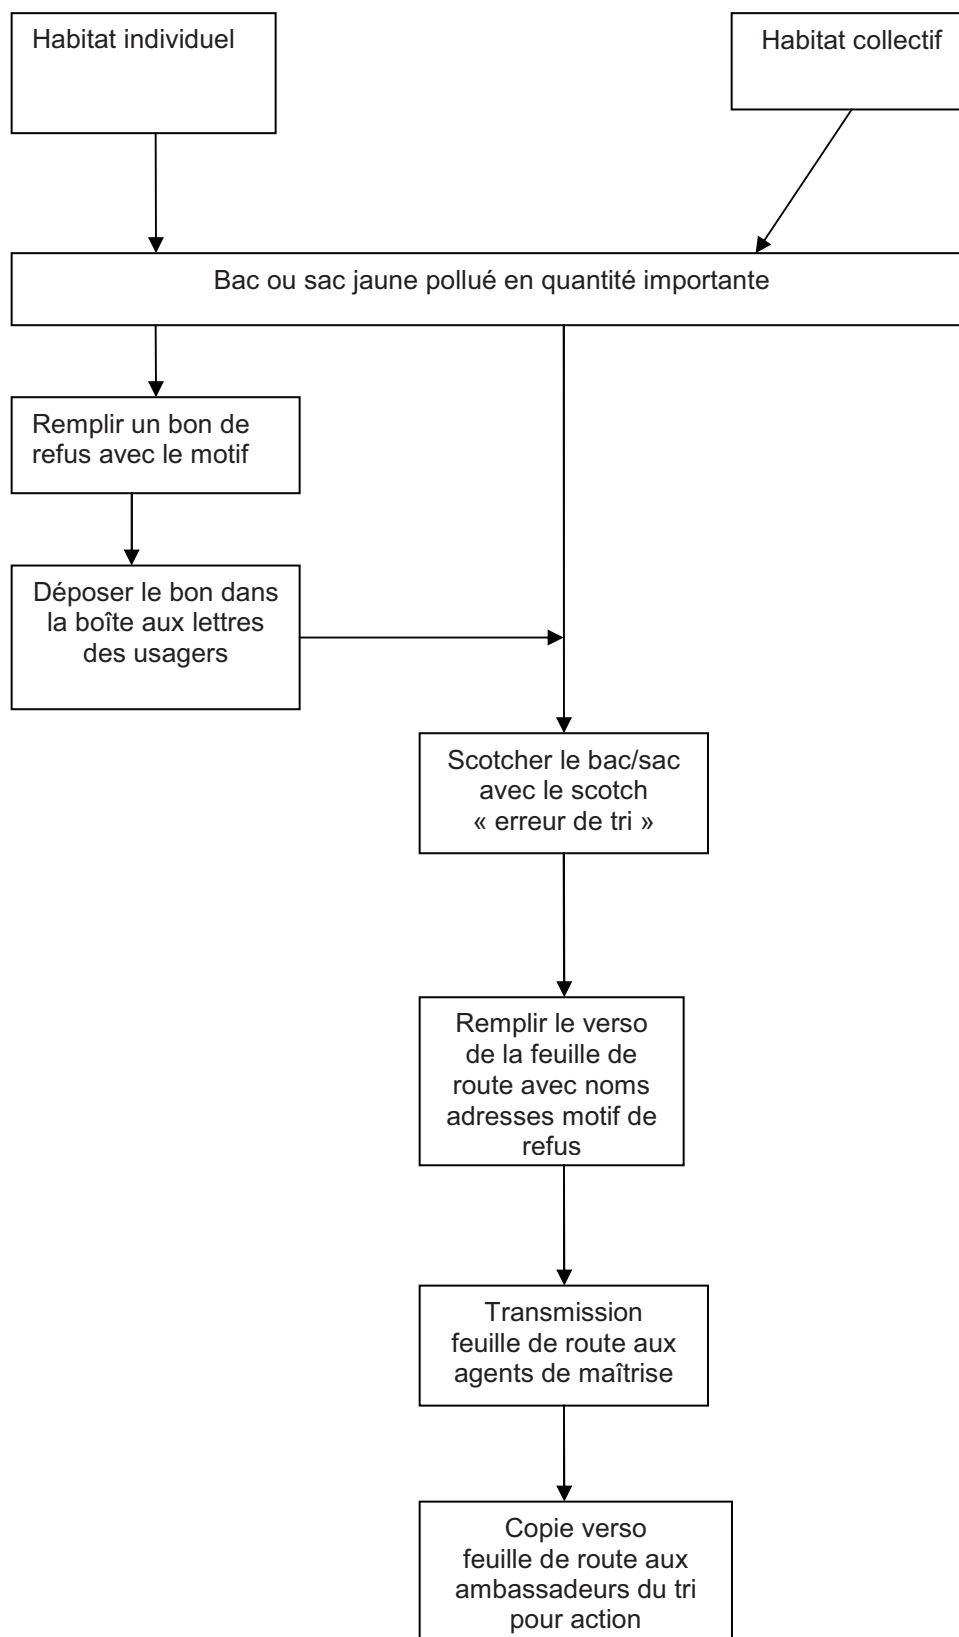 Habitat individuel
Habitat collectif
Bac ou sac jaune pollué en quantité importante
Remplir un bon de
refus avec le motif
Déposer le bon dans
la boîte aux lettres
des usagers
Scotcher le bac/sac
avec le scotch
« erreur de tri »
Remplir le verso
de la feuille de
route avec noms
adresses motif de
refus
Transmission
feuille de route aux
agents de maîtrise
Copie verso
feuille de route aux
ambassadeurs du tri
pour action